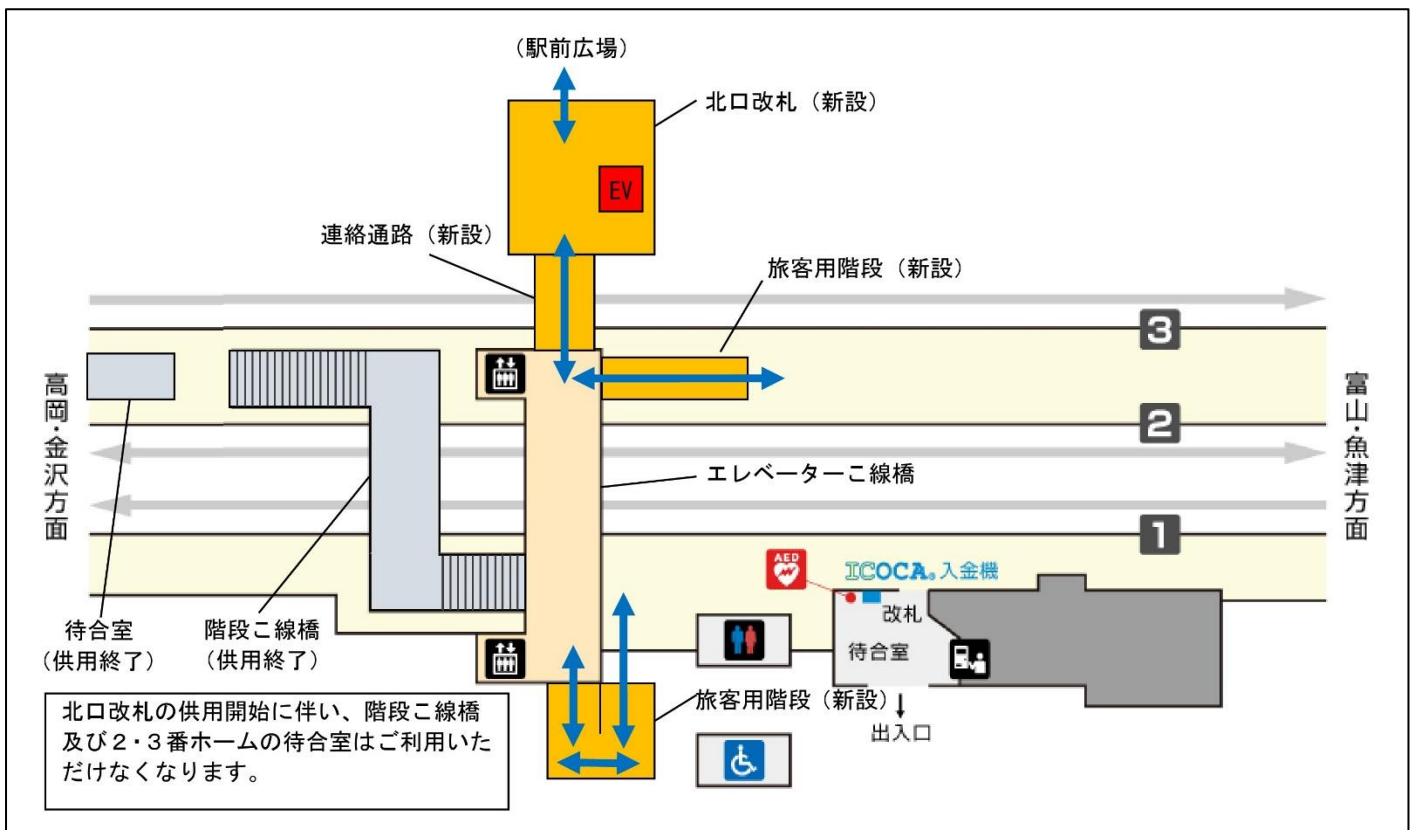 （駅前広場）
北口改札（新設）
EV
連絡通路（新設）
旅客用階段（新設）
3
高岡・金沢方面
富山・魚津方面
2
エレベーターこ線橋
1
AED
ICOCA。入金機
改札
待合室
（供用終了）
階段こ線橋
（供用終了）
待合室
旅客用階段（新設）
出入口
北口改札の供用開始に伴い、階段こ線橋
及び２・３番ホームの待合室はご利用いた
だけなくなります。